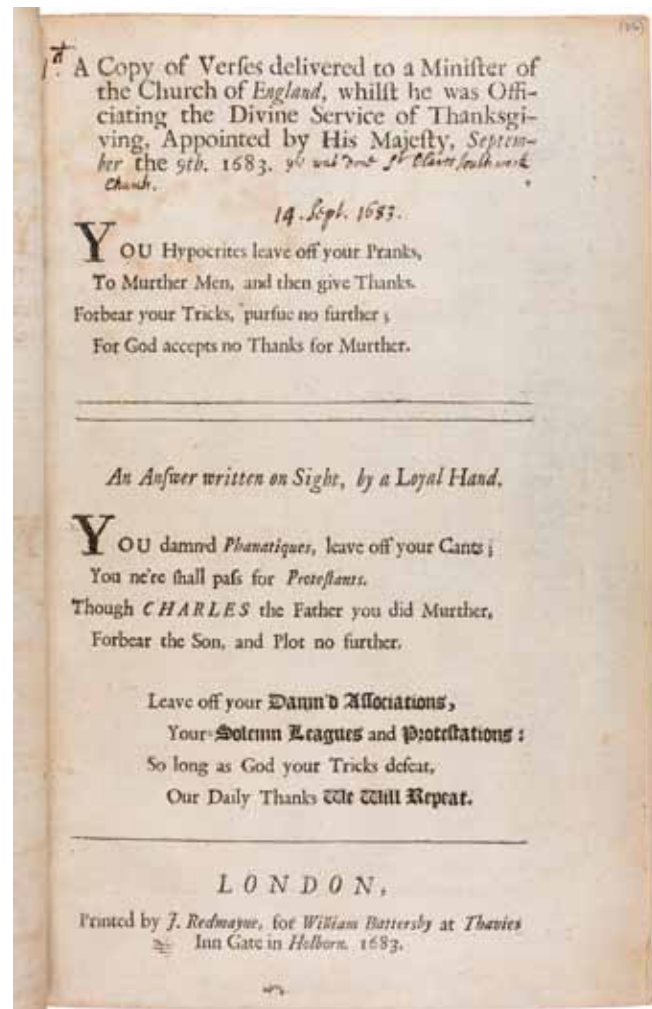 (106)
1d.
A Copy of Verſes delivered to a Miniſter of
the Church of England, whilſt he was Offi-
ciating the Divine Service of Thankſgi-
ving, Appointed by His Majeſty, Septem-
ber the 9th. 1683. Southwark
Church.
14. Sept. 1683.
YOU Hypocrites leave off your Pranks,
To Murther Men, and then give Thanks.
Forbear your Tricks, purſue no further;
For God accepts no Thanks for Murther.
An Anſwer written on Sight, by a Loyal Hand.
YOU damn'd Phanatiques, leave off your Cants;
You ne're ſhall paſs for Proteſtants.
Though CHARLES the Father you did Murther,
Forbear the Son, and Plot no further.
Leave off your Damn'd Aſſociations,
Your Solemn Leagues and Proteſtations:
So long as God your Tricks defeat,
Our Daily Thanks We Will Repeat.
LONDON,
Printed by J. Redmayne, for William Battersby at Thavies
Inn Gate in Holborn. 1683.